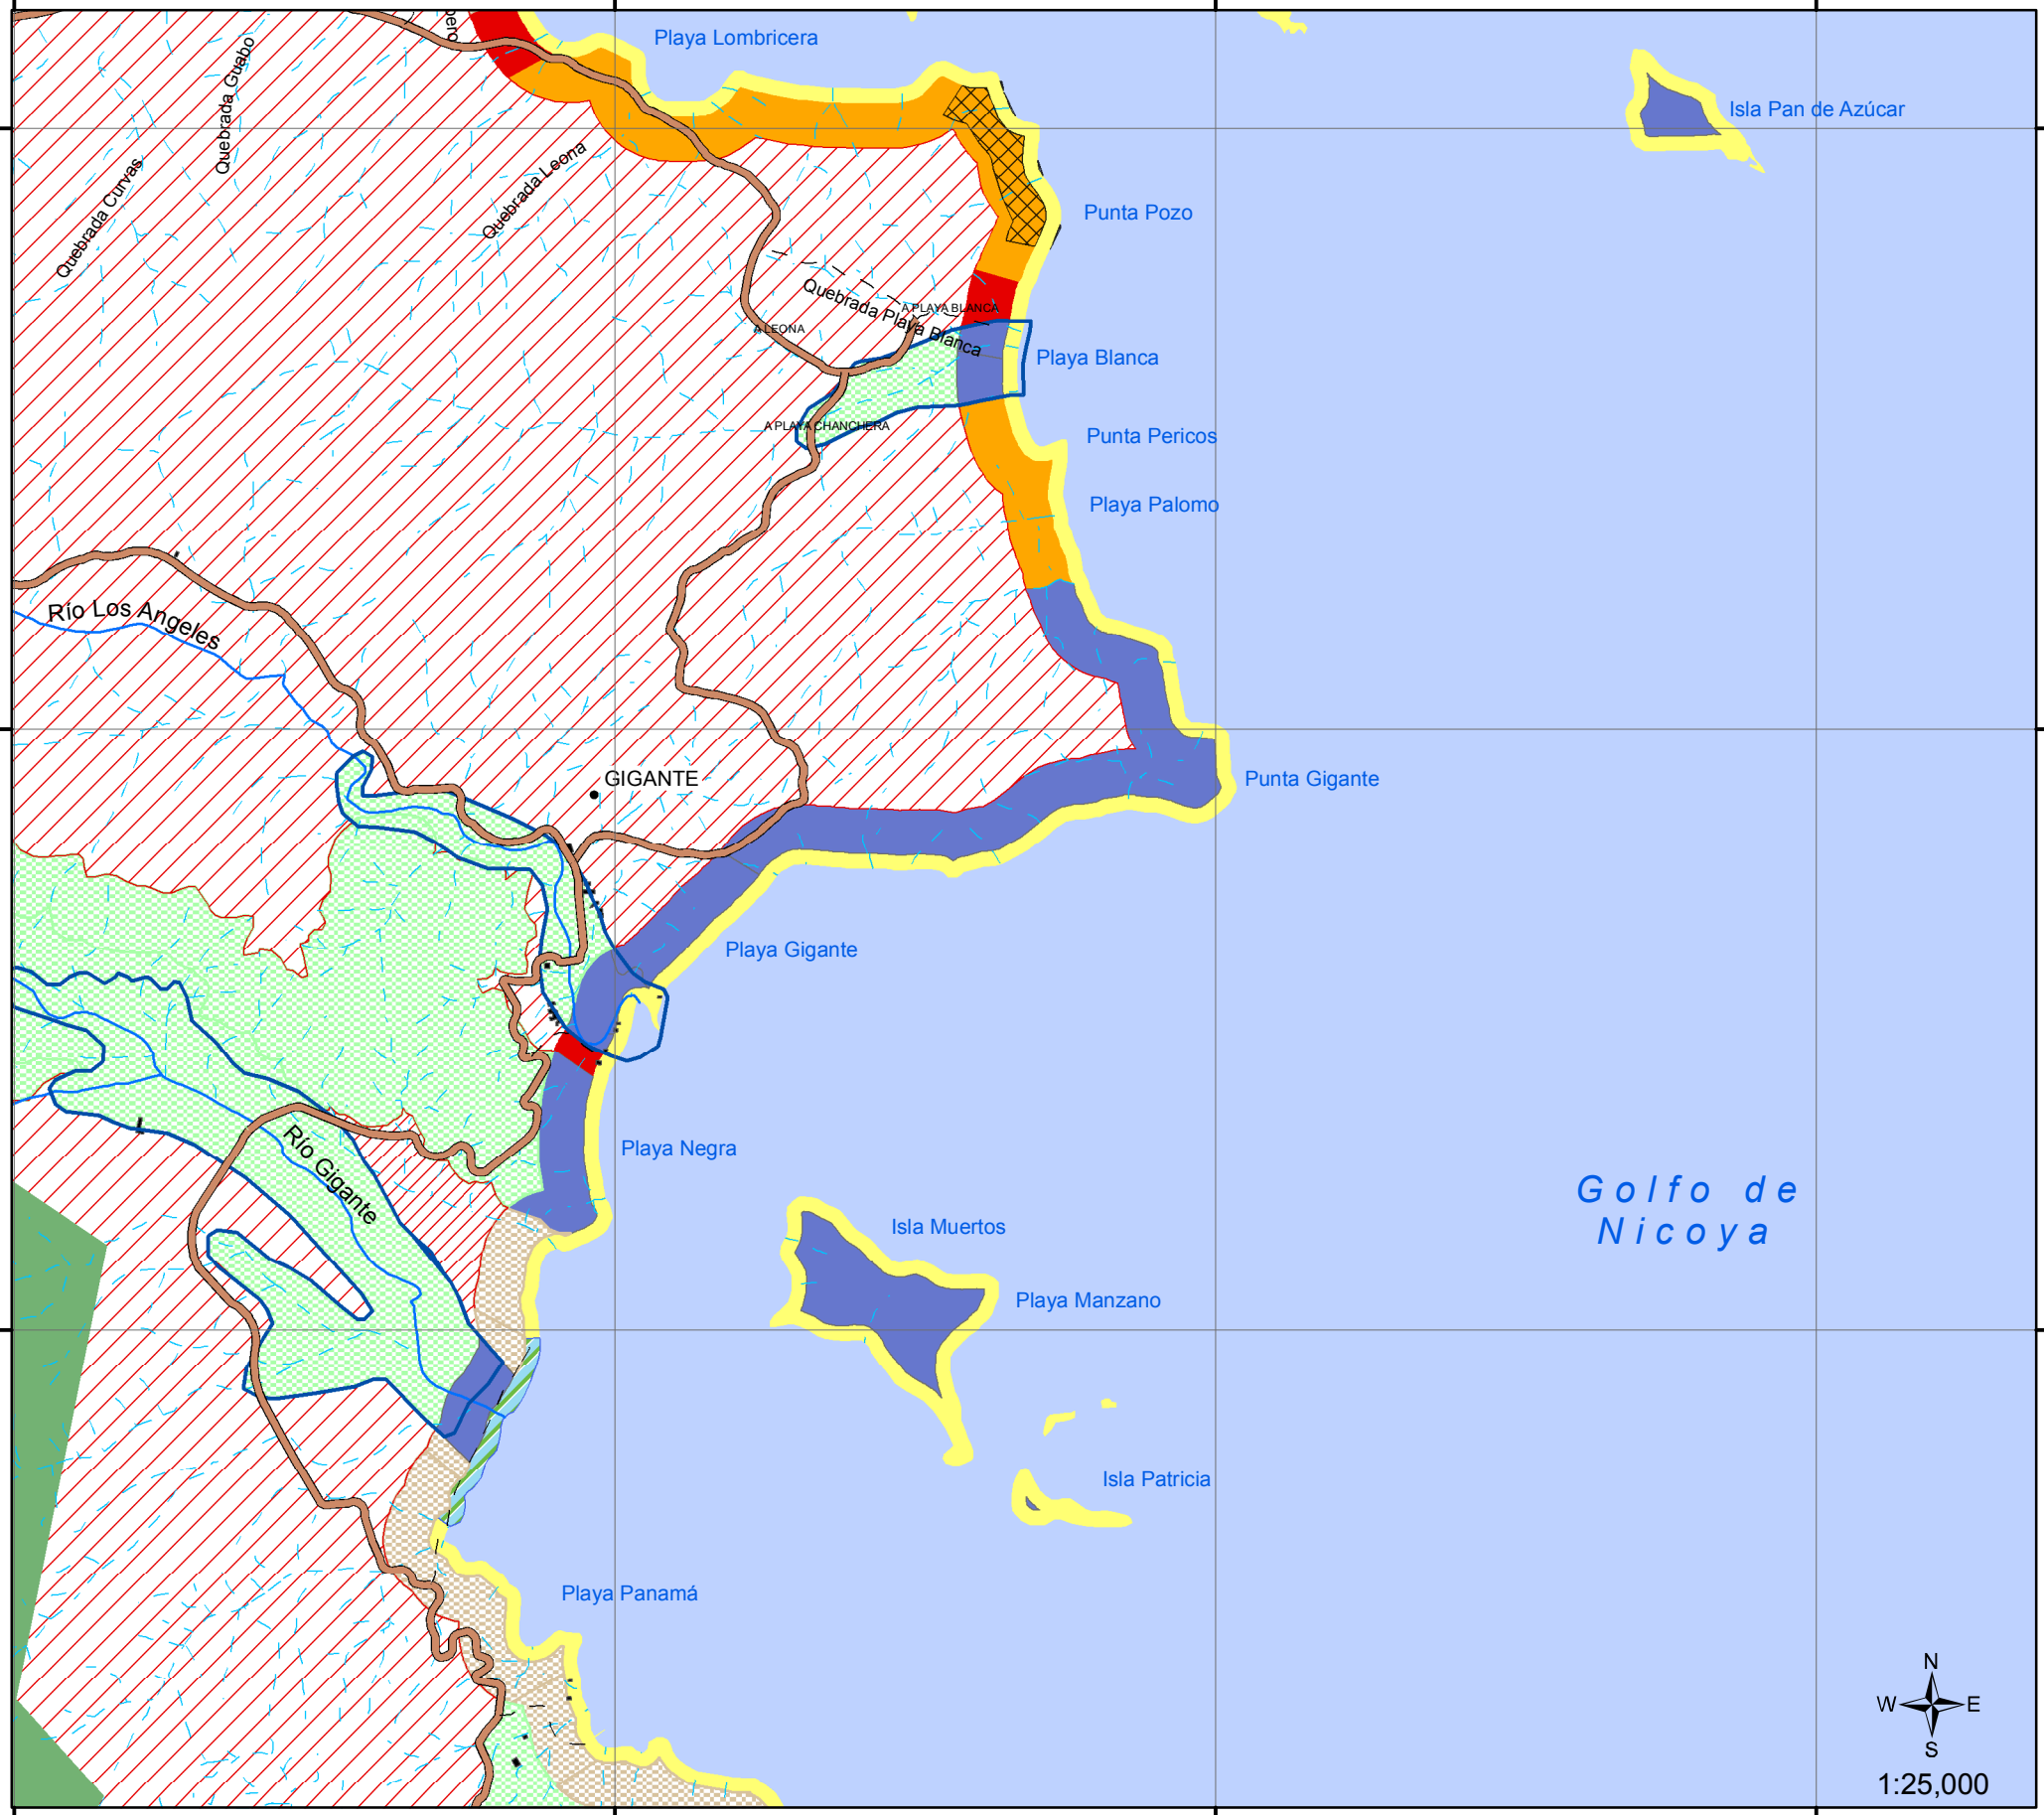 Playa Lombricera
Isla Pan de Azúcar
Quebrada Guabo
Quebrada Curvas
Quebrada Leona
Punta Pozo
Quebrada Playa Blanca
A PLAYA BLANCA
A LEONA
Playa Blanca
A PLAYA CHANCHERA
Punta Pericos
Playa Palomo
Río Los Angeles
GIGANTE
Punta Gigante
Playa Gigante
Playa Negra
Río Gigante
Golfo de
Nicoya
Isla Muertos
Playa Manzano
Isla Patricia
Playa Panamá
N
W
E
S
1:25,000